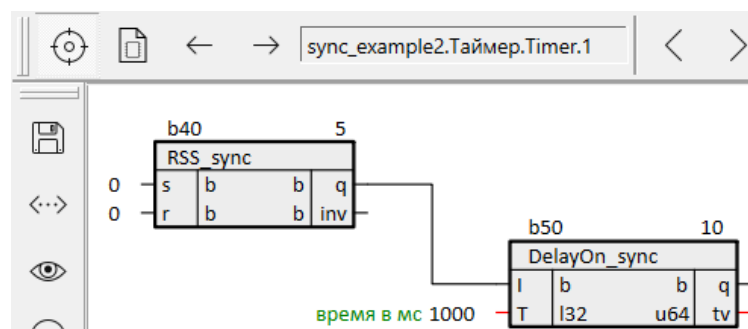 sync_example2.Таймер.Timer.1
b40 5
RSS_sync
0 s b b q
0 r b b inv
b50 10
DelayOn_sync
I b b q
время в мс 1000 T I32 u64 tv